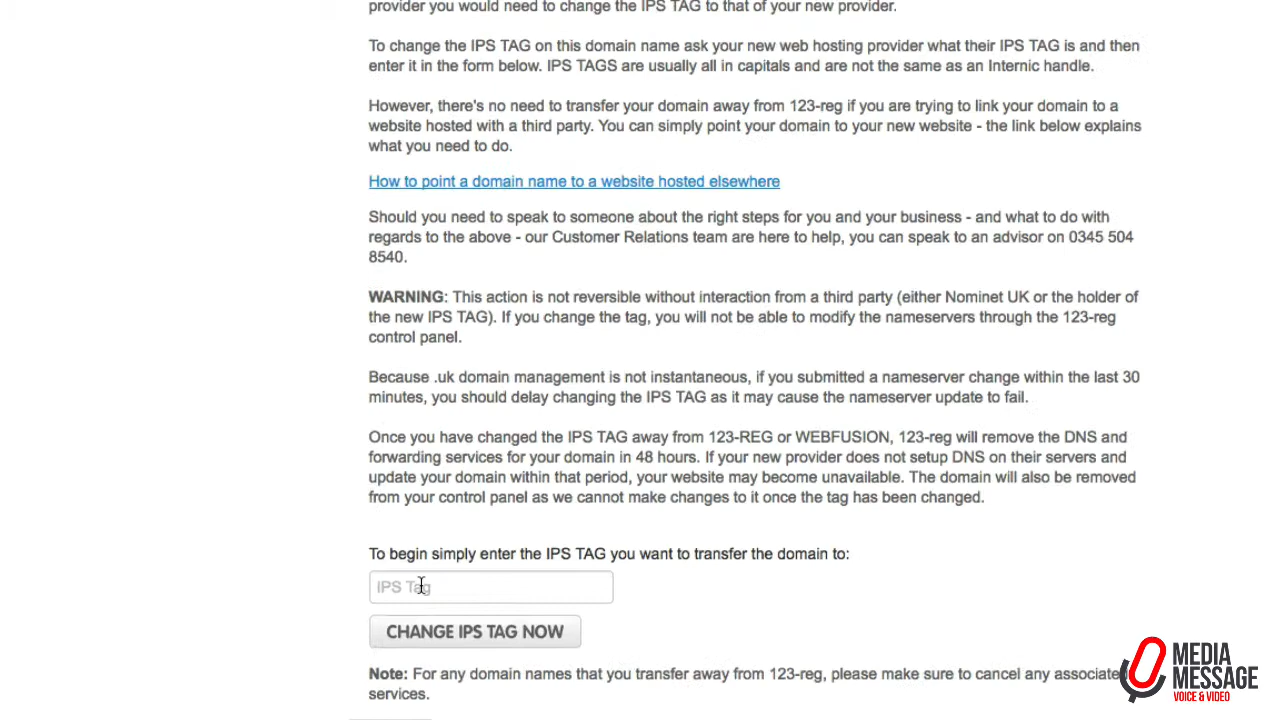 provider you would need to change the IPS TAG to that of your new provider.
To change the IPS TAG on this domain name ask your new web hosting provider what their IPS TAG is and then
enter it in the form below. IPS TAGS are usually all in capitals and are not the same as an Internic handle.
However, there's no need to transfer your domain away from 123-reg if you are trying to link your domain to a
website hosted with a third party. You can simply point your domain to your new website - the link below explains
what you need to do.
How to point a domain name to a website hosted elsewhere
Should you need to speak to someone about the right steps for you and your business - and what to do with
regards to the above - our Customer Relations team are here to help, you can speak to an advisor on 0345 504
8540.
WARNING: This action is not reversible without interaction from a third party (either Nominet UK or the holder of
the new IPS TAG). If you change the tag, you will not be able to modify the nameservers through the 123-reg
control panel.
Because .uk domain management is not instantaneous, if you submitted a nameserver change within the last 30
minutes, you should delay changing the IPS TAG as it may cause the nameserver update to fail.
Once you have changed the IPS TAG away from 123-REG or WEBFUSION, 123-reg will remove the DNS and
forwarding services for your domain in 48 hours. If your new provider does not setup DNS on their servers and
update your domain within that period, your website may become unavailable. The domain will also be removed
from your control panel as we cannot make changes to it once the tag has been changed.
To begin simply enter the IPS TAG you want to transfer the domain to:
IPS Tag
CHANGE IPS TAG NOW
Note: For any domain names that you transfer away from 123-reg, please make sure to cancel any associated
services.
MEDIA
MESSAGE
VOICE & VIDEO